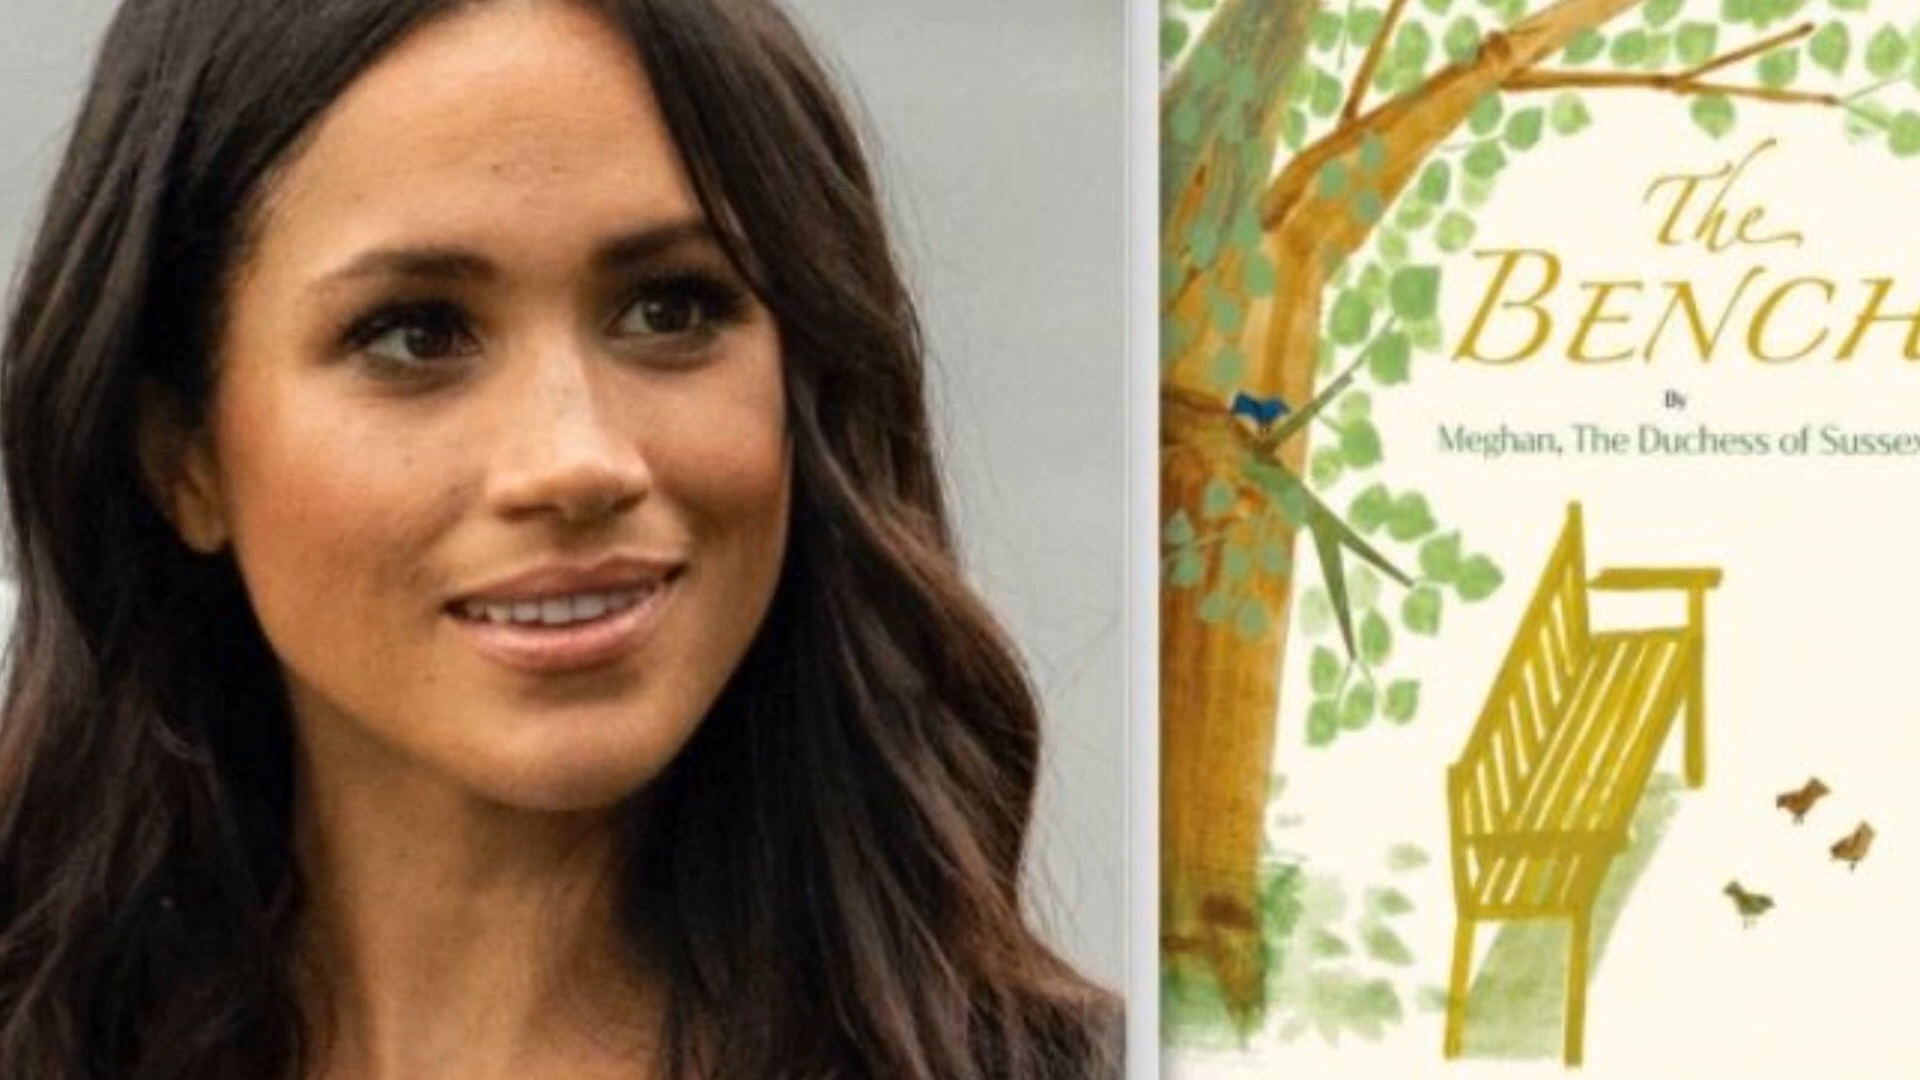 The
BENCH
By
Meghan, The Duchess of Sussex